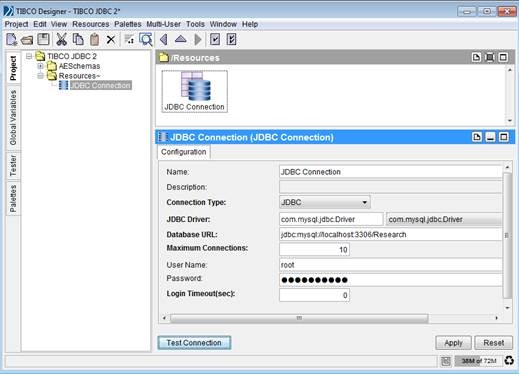 TIBCO Designer - TIBCO JDBC 2*
Project Edit View Resources Palettes Multi-User Tools Window Help
Project
Global Variables
Tester
Palettes
TIBCO JDBC 2
AESchemas
Resources~
JDBC Connection
/Resources
JDBC Connection
JDBC Connection (JDBC Connection)
Configuration
Name: JDBC Connection
Description:
Connection Type: JDBC
JDBC Driver: com.mysql.jdbc.Driver com.mysql.jdbc.Driver
Database URL: jdbc:mysql://localhost:3306/Research
Maximum Connections: 10
User Name: root
Password: ●●●●●●●●●●
Login Timeout(sec): 0
Test Connection Apply Reset
38M of 72M